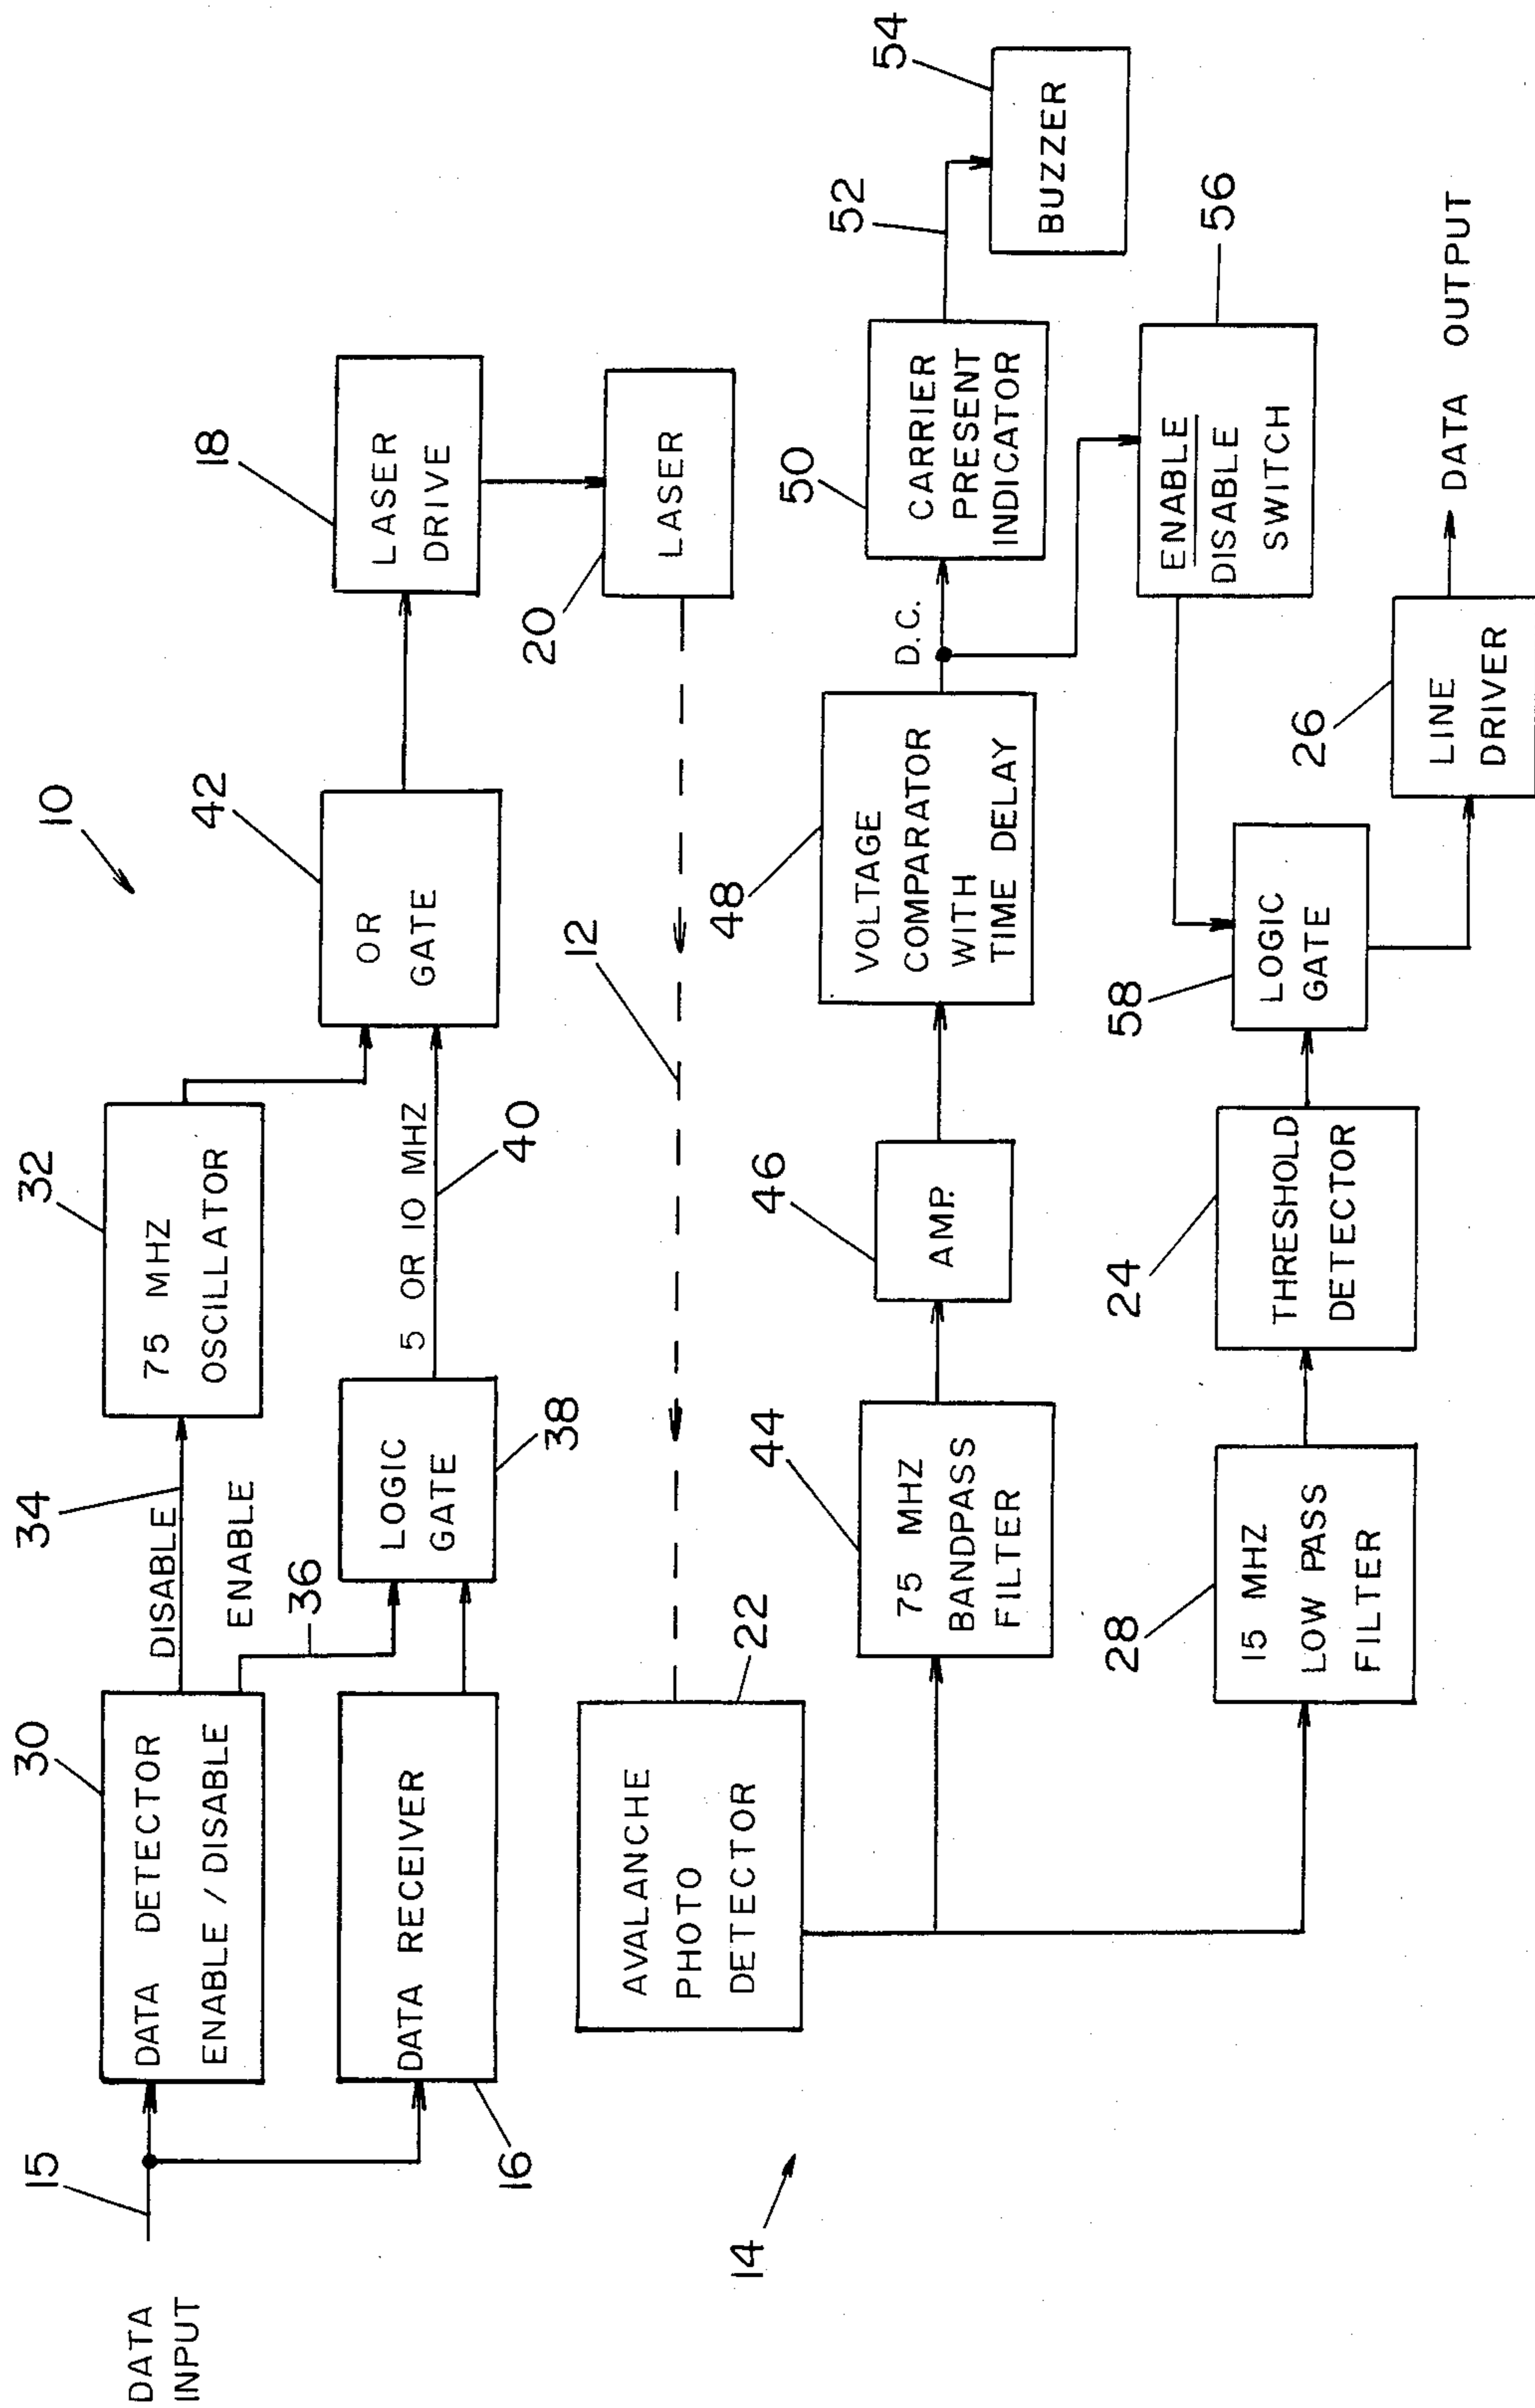 10
DATA
INPUT
15
30
DATA DETECTOR
ENABLE / DISABLE
DISABLE
34
ENABLE
36
32
75 MHZ
OSCILLATOR
16
DATA RECEIVER
LOGIC
GATE
38
5 OR 10 MHZ
40
42
OR
GATE
18
LASER
DRIVE
20
LASER
12
14
AVALANCHE
PHOTO
DETECTOR
22
44
75 MHZ
BANDPASS
FILTER
46
AMP.
48
VOLTAGE
COMPARATOR
WITH
TIME DELAY
D.C.
50
CARRIER
PRESENT
INDICATOR
52
54
BUZZER
56
ENABLE
DISABLE
SWITCH
28
15 MHZ
LOW PASS
FILTER
24
THRESHOLD
DETECTOR
58
LOGIC
GATE
26
LINE
DRIVER
DATA OUTPUT